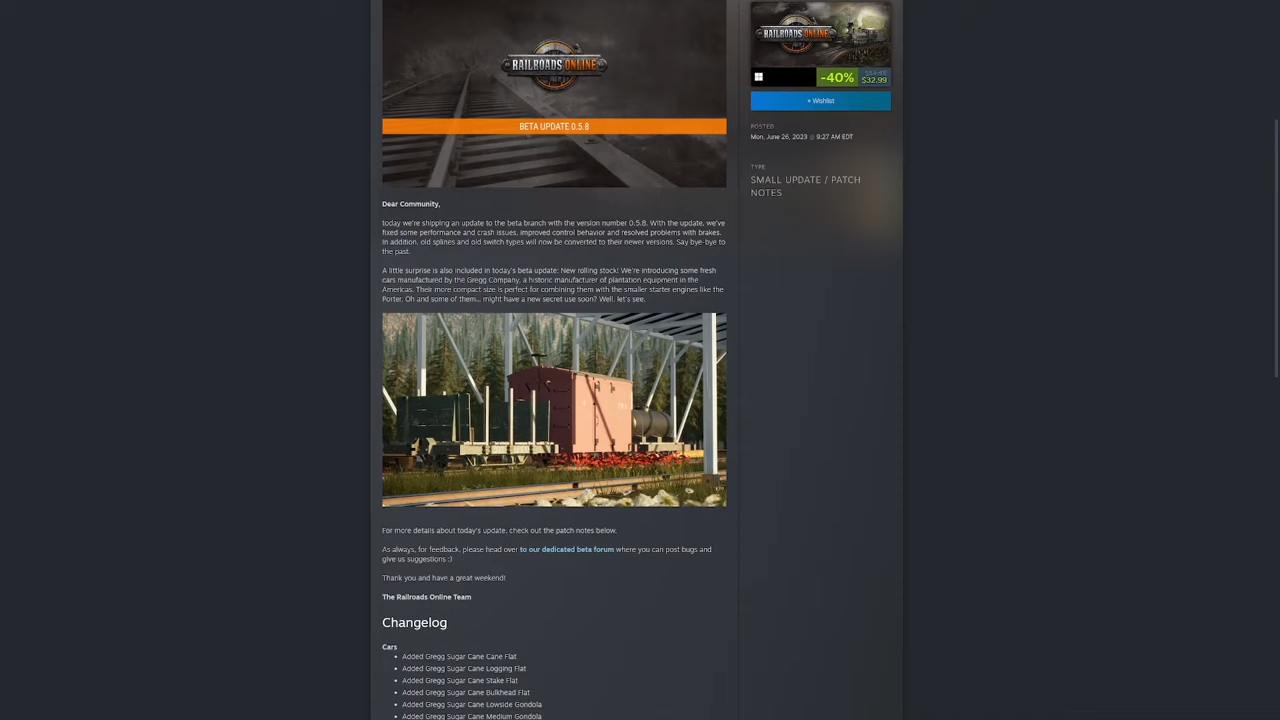 RAILROADS ONLINE
BETA UPDATE 0.5.8
Dear Community,
today we're shipping an update to the beta branch with the version number 0.5.8. With the update, we've
fixed some performance and crash issues, improved control behavior and resolved problems with brakes.
In addition, old splines and old switch types will now be converted to their newer versions. Say bye-bye to
the past.
A little surprise is also included in today's beta update: New rolling stock! We're introducing some fresh
cars manufactured by the Gregg Company, a historic manufacturer of plantation equipment in the
Americas. Their more compact size is perfect for combining them with the smaller starter engines like the
Porter. Oh and some of them... might have a new secret use soon? Well, let's see.
For more details about today's update, check out the patch notes below.
As always, for feedback, please head over to our dedicated beta forum where you can post bugs and
give us suggestions :)
Thank you and have a great weekend!
The Railroads Online Team
Changelog
Cars
• Added Gregg Sugar Cane Cane Flat
• Added Gregg Sugar Cane Logging Flat
• Added Gregg Sugar Cane Stake Flat
• Added Gregg Sugar Cane Bulkhead Flat
• Added Gregg Sugar Cane Lowside Gondola
• Added Gregg Sugar Cane Medium Gondola
RAILROADS ONLINE
-40%
$32.99
+ Wishlist
POSTED
Mon, June 26, 2023 @ 9:27 AM EDT
TYPE
SMALL UPDATE / PATCH
NOTES